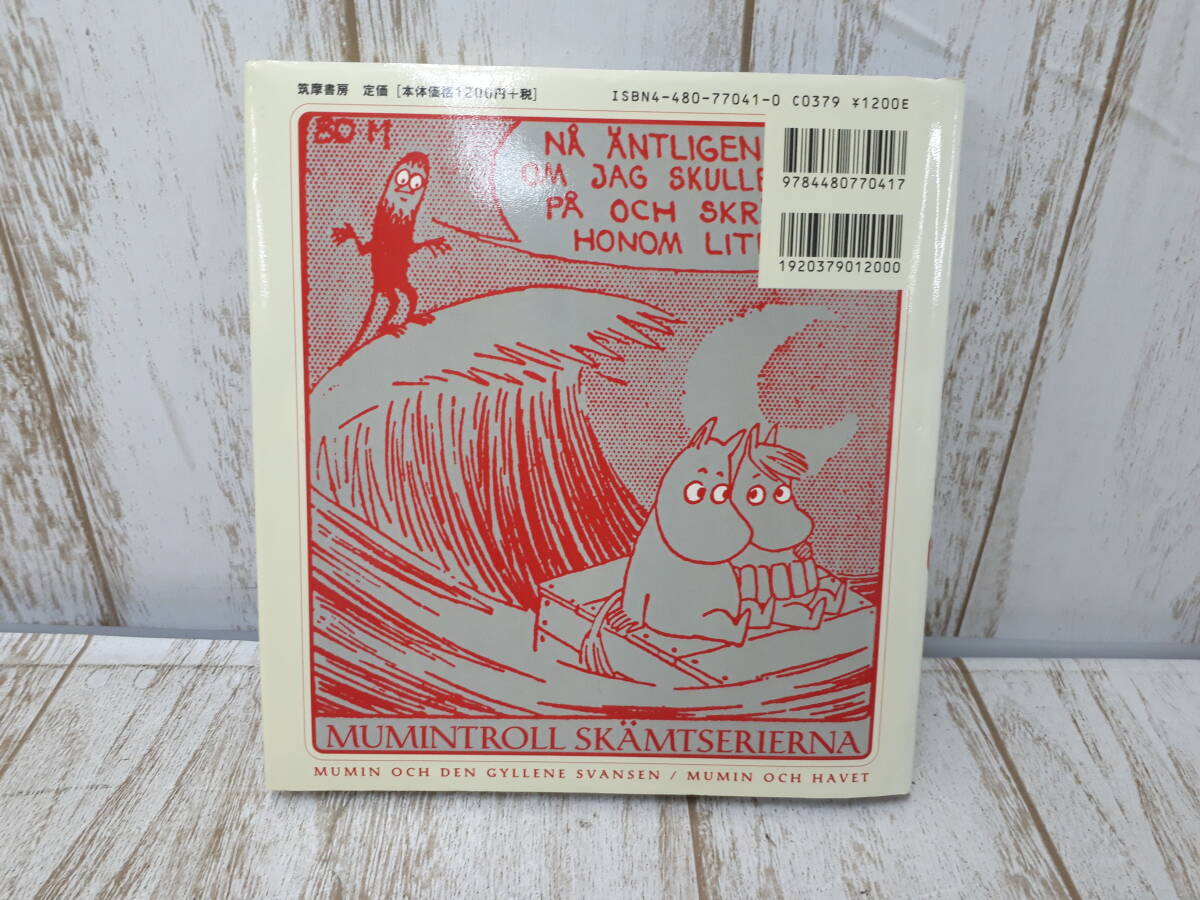 筑摩書房 定価 [本体価格1200円+税]
ISBN4-480-77041-0 C0379 ¥1200E
9784480770417
1920379012000
BO M
NÅ ÄNTLIGEN
OM JAG SKULLE
PÅ OCH SKR
HONOM LIT
MUMINTROLL SKÄMTSERIERNA
MUMIN OCH DEN GYLLENE SVANSEN / MUMIN OCH HAVET